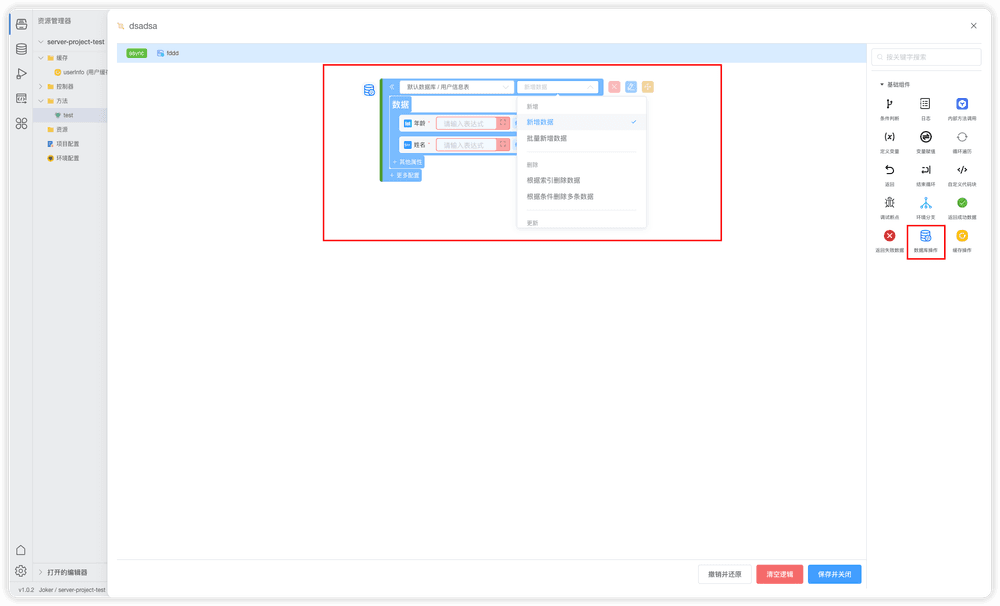 资源管理器
server-project-test
缓存
userinfo (用户缓存
控制器
方法
test
资源
项目配置
环境配置
打开的编辑器
v1.0.2 Joker / server-project-test
dsadsa
async fddd
默认数据库 / 用户信息表
新增数据
数据
年龄 * 请输入表达式
姓名 * 请输入表达式
+ 其他属性
+ 更多配置
新增
新增数据
批量新增数据
删除
根据索引删除数据
根据条件删除多条数据
更新
按关键字搜索
基础组件
条件判断 日志 内部方法调用
(x)
定义变量 变量赋值 循环遍历
返回 结束循环 自定义代码块
调试断点 环境分支 返回成功数据
返回失败数据 数据库操作 缓存操作
撤销并还原 清空逻辑 保存并关闭